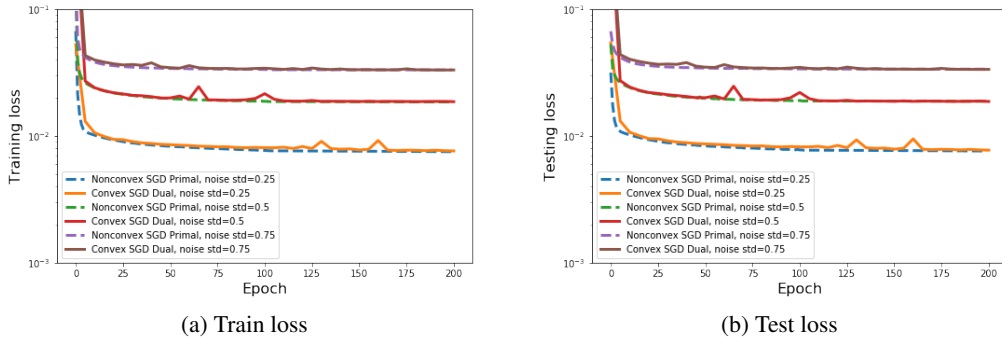 10⁻¹
10⁻²
10⁻³
Training loss
Nonconvex SGD Primal, noise std=0.25
Convex SGD Dual, noise std=0.25
Nonconvex SGD Primal, noise std=0.5
Convex SGD Dual, noise std=0.5
Nonconvex SGD Primal, noise std=0.75
Convex SGD Dual, noise std=0.75
0 25 50 75 100 125 150 175 200
Epoch
(a) Train loss
10⁻¹
10⁻²
10⁻³
Testing loss
Nonconvex SGD Primal, noise std=0.25
Convex SGD Dual, noise std=0.25
Nonconvex SGD Primal, noise std=0.5
Convex SGD Dual, noise std=0.5
Nonconvex SGD Primal, noise std=0.75
Convex SGD Dual, noise std=0.75
0 25 50 75 100 125 150 175 200
Epoch
(b) Test loss